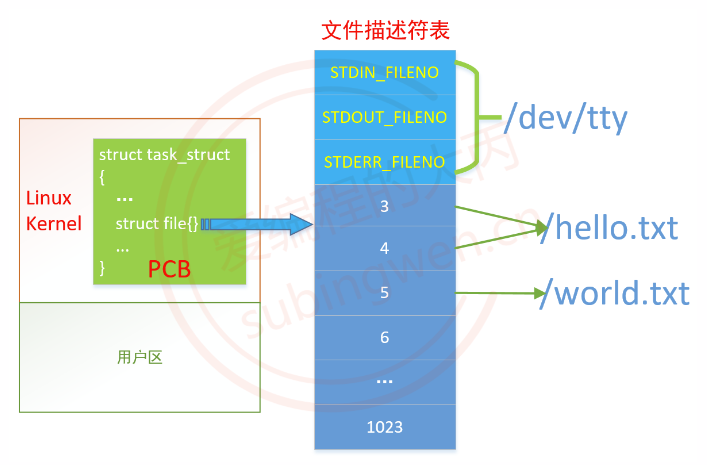 文件描述符表
STDIN_FILENO
STDOUT_FILENO
STDERR_FILENO
3
4
5
6
...
1023
/dev/tty
/hello.txt
/world.txt
Linux
Kernel
struct task_struct
{
...
struct file{}
...
}
PCB
用户区
爱编程的大丙
subingwen.cn